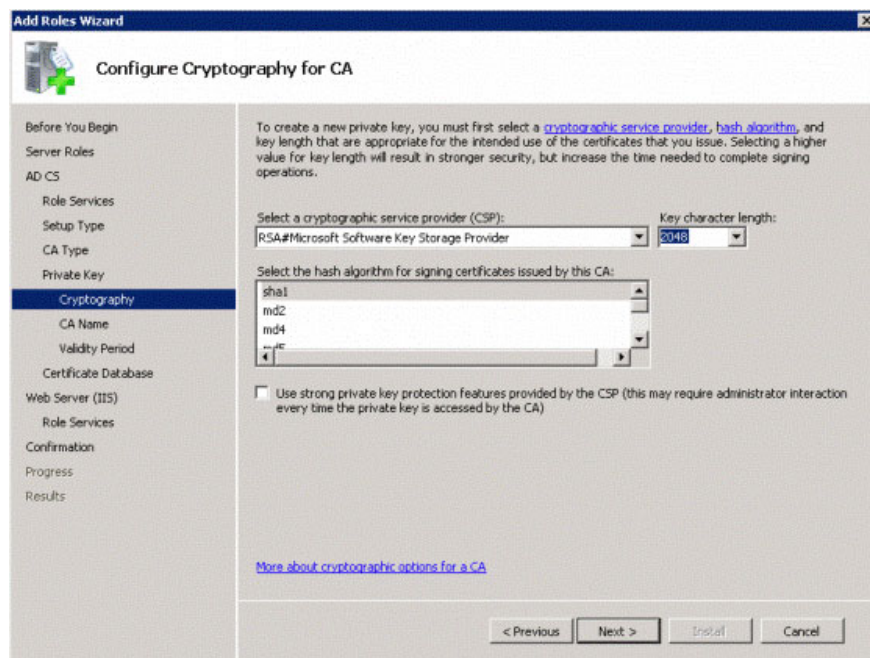 Add Roles Wizard
Configure Cryptography for CA
Before You Begin
Server Roles
AD CS
Role Services
Setup Type
CA Type
Private Key
Cryptography
CA Name
Validity Period
Certificate Database
Web Server (IIS)
Role Services
Confirmation
Progress
Results
To create a new private key, you must first select a cryptographic service provider, hash algorithm, and
key length that are appropriate for the intended use of the certificates that you issue. Selecting a higher
value for key length will result in stronger security, but increase the time needed to complete signing
operations.
Select a cryptographic service provider (CSP):
Key character length:
RSA#Microsoft Software Key Storage Provider
2048
Select the hash algorithm for signing certificates issued by this CA:
sha1
md2
md4
md5
Use strong private key protection features provided by the CSP (this may require administrator interaction
every time the private key is accessed by the CA)
More about cryptographic options for a CA
< Previous
Next >
Install
Cancel